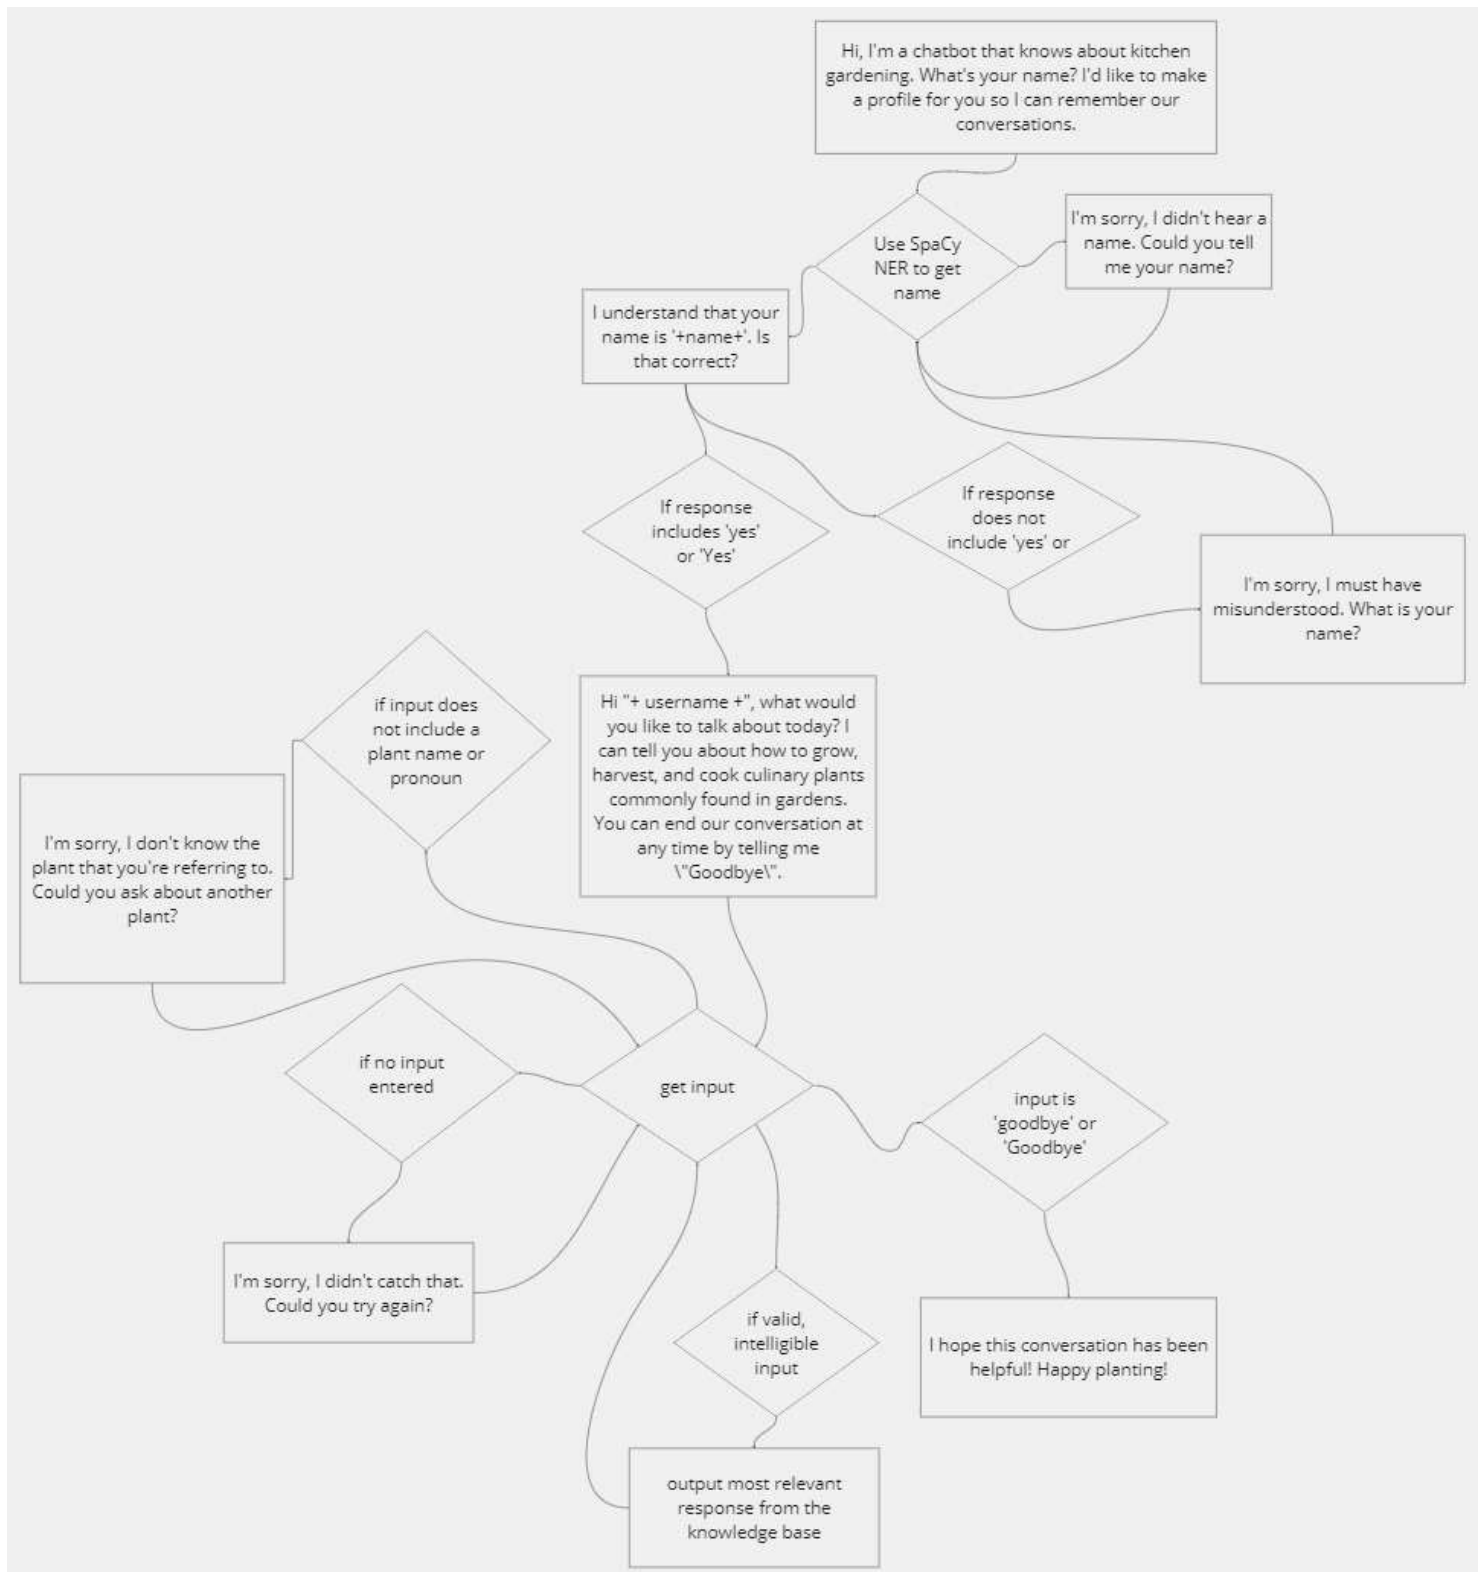 Hi, I'm a chatbot that knows about kitchen
gardening. What's your name? I'd like to make
a profile for you so I can remember our
conversations.
Use SpaCy
NER to get
name
I'm sorry, I didn't hear a
name. Could you tell
me your name?
I understand that your
name is '+name+'. Is
that correct?
If response
includes 'yes'
or 'Yes'
If response
does not
include 'yes' or
I'm sorry, I must have
misunderstood. What is your
name?
if input does
not include a
plant name or
pronoun
Hi "+ username +", what would
you like to talk about today? I
can tell you about how to grow,
harvest, and cook culinary plants
commonly found in gardens.
You can end our conversation at
any time by telling me
\"Goodbye\".
I'm sorry, I don't know the
plant that you're referring to.
Could you ask about another
plant?
if no input
entered
get input
input is
'goodbye' or
'Goodbye'
I'm sorry, I didn't catch that.
Could you try again?
if valid,
intelligible
input
I hope this conversation has been
helpful! Happy planting!
output most relevant
response from the
knowledge base